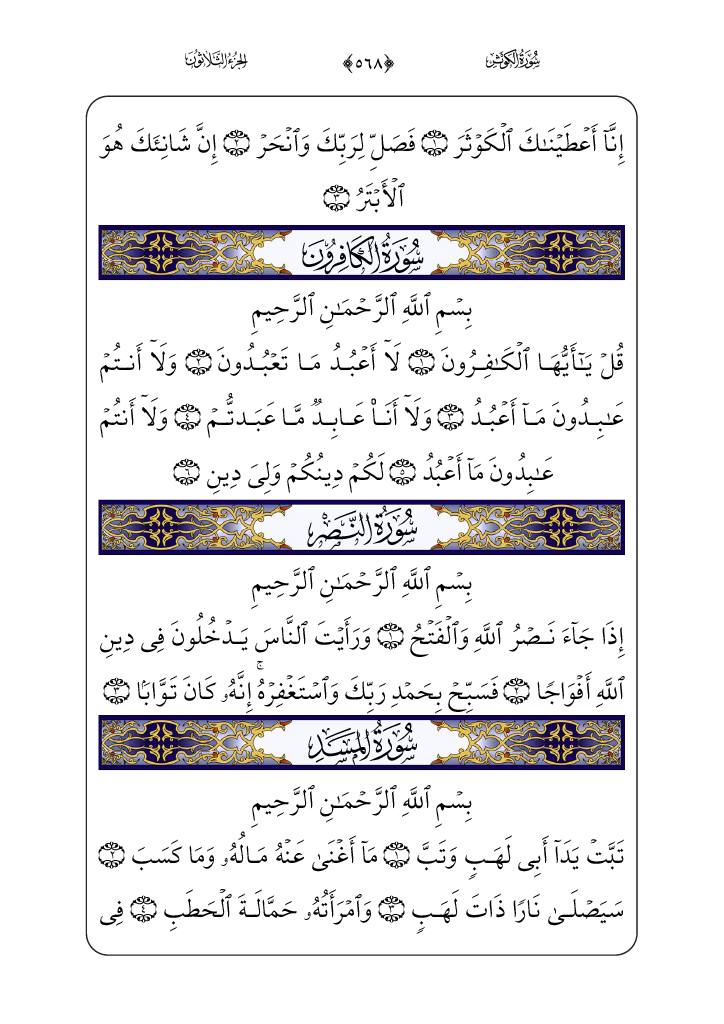 سُورَةُ الكَوْثَر ﴿٥٦٨﴾ الجُزْءُ الثَّلَاثُونَ
إِنَّآ أَعْطَيْنَـٰكَ ٱلْكَوْثَرَ ١ فَصَلِّ لِرَبِّكَ وَٱنْحَرْ ٢ إِنَّ شَانِئَكَ هُوَ
ٱلْأَبْتَرُ ٣
سُورَةُ الكَافِرُونَ
بِسْمِ ٱللَّهِ ٱلرَّحْمَـٰنِ ٱلرَّحِيمِ
قُلْ يَـٰٓأَيُّهَا ٱلْكَـٰفِرُونَ ١ لَآ أَعْبُدُ مَا تَعْبُدُونَ ٢ وَلَآ أَنتُمْ
عَـٰبِدُونَ مَآ أَعْبُدُ ٣ وَلَآ أَنَا۠ عَابِدٌ مَّا عَبَدتُّمْ ٤ وَلَآ أَنتُمْ
عَـٰبِدُونَ مَآ أَعْبُدُ ٥ لَكُمْ دِينُكُمْ وَلِىَ دِينِ ٦
سُورَةُ النَّصْرِ
بِسْمِ ٱللَّهِ ٱلرَّحْمَـٰنِ ٱلرَّحِيمِ
إِذَا جَآءَ نَصْرُ ٱللَّهِ وَٱلْفَتْحُ ١ وَرَأَيْتَ ٱلنَّاسَ يَدْخُلُونَ فِى دِينِ
ٱللَّهِ أَفْوَاجًا ٢ فَسَبِّحْ بِحَمْدِ رَبِّكَ وَٱسْتَغْفِرْهُ ۚ إِنَّهُۥ كَانَ تَوَّابًۢا ٣
سُورَةُ المَسَدِ
بِسْمِ ٱللَّهِ ٱلرَّحْمَـٰنِ ٱلرَّحِيمِ
تَبَّتْ يَدَآ أَبِى لَهَبٍ وَتَبَّ ١ مَآ أَغْنَىٰ عَنْهُ مَالُهُۥ وَمَا كَسَبَ ٢
سَيَصْلَىٰ نَارًا ذَاتَ لَهَبٍ ٣ وَٱمْرَأَتُهُۥ حَمَّالَةَ ٱلْحَطَبِ ٤ فِى